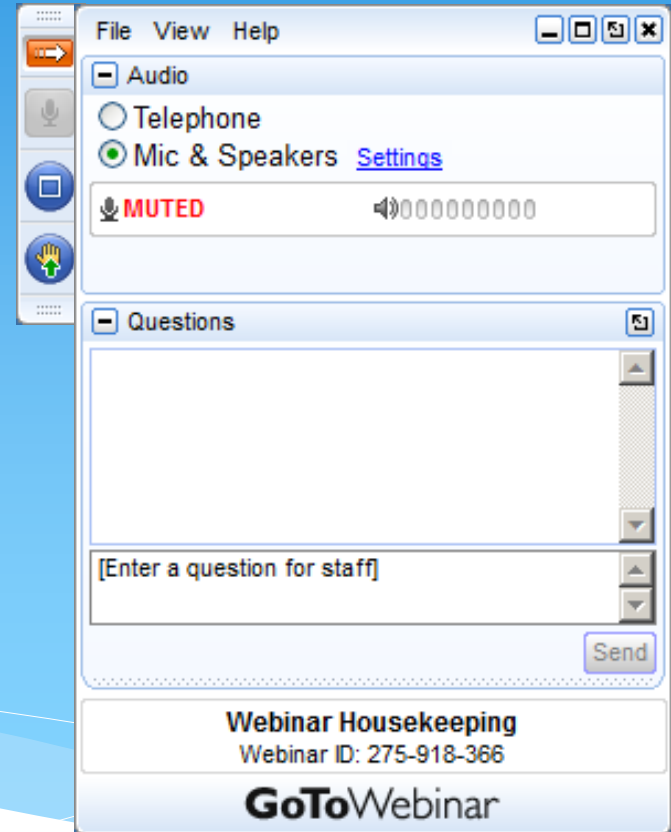 File View Help
Audio
Telephone
Mic & Speakers Settings
MUTED
Questions
[Enter a question for staff]
Send
Webinar Housekeeping
Webinar ID: 275-918-366
GoToWebinar